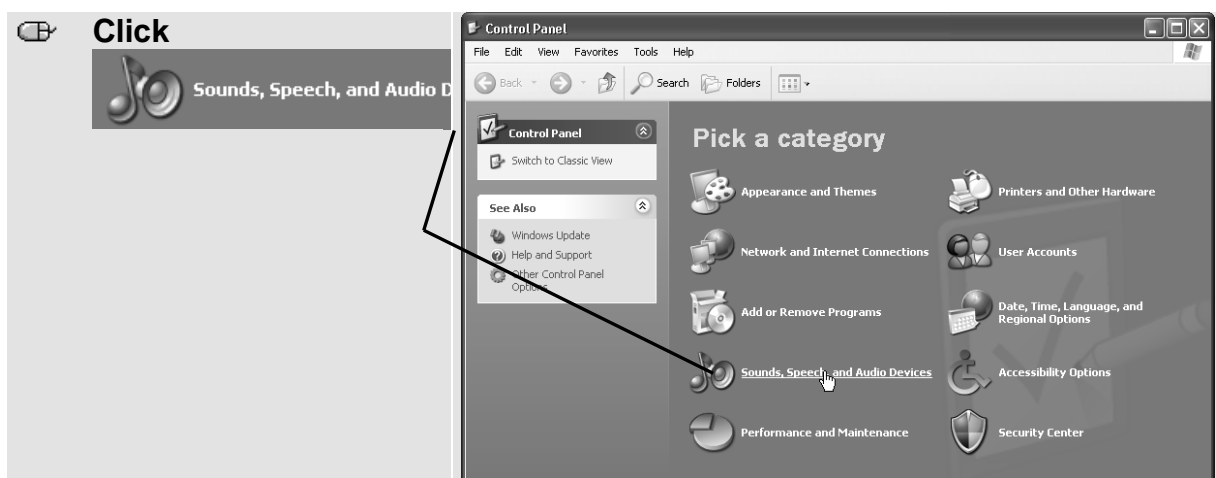 Click
Sounds, Speech, and Audio D
Control Panel
File Edit View Favorites Tools Help
Back Search Folders
Control Panel
Switch to Classic View
See Also
Windows Update
Help and Support
Other Control Panel
Options
Pick a category
Appearance and Themes
Printers and Other Hardware
Network and Internet Connections
User Accounts
Add or Remove Programs
Date, Time, Language, and
Regional Options
Sounds, Speech, and Audio Devices
Accessibility Options
Performance and Maintenance
Security Center